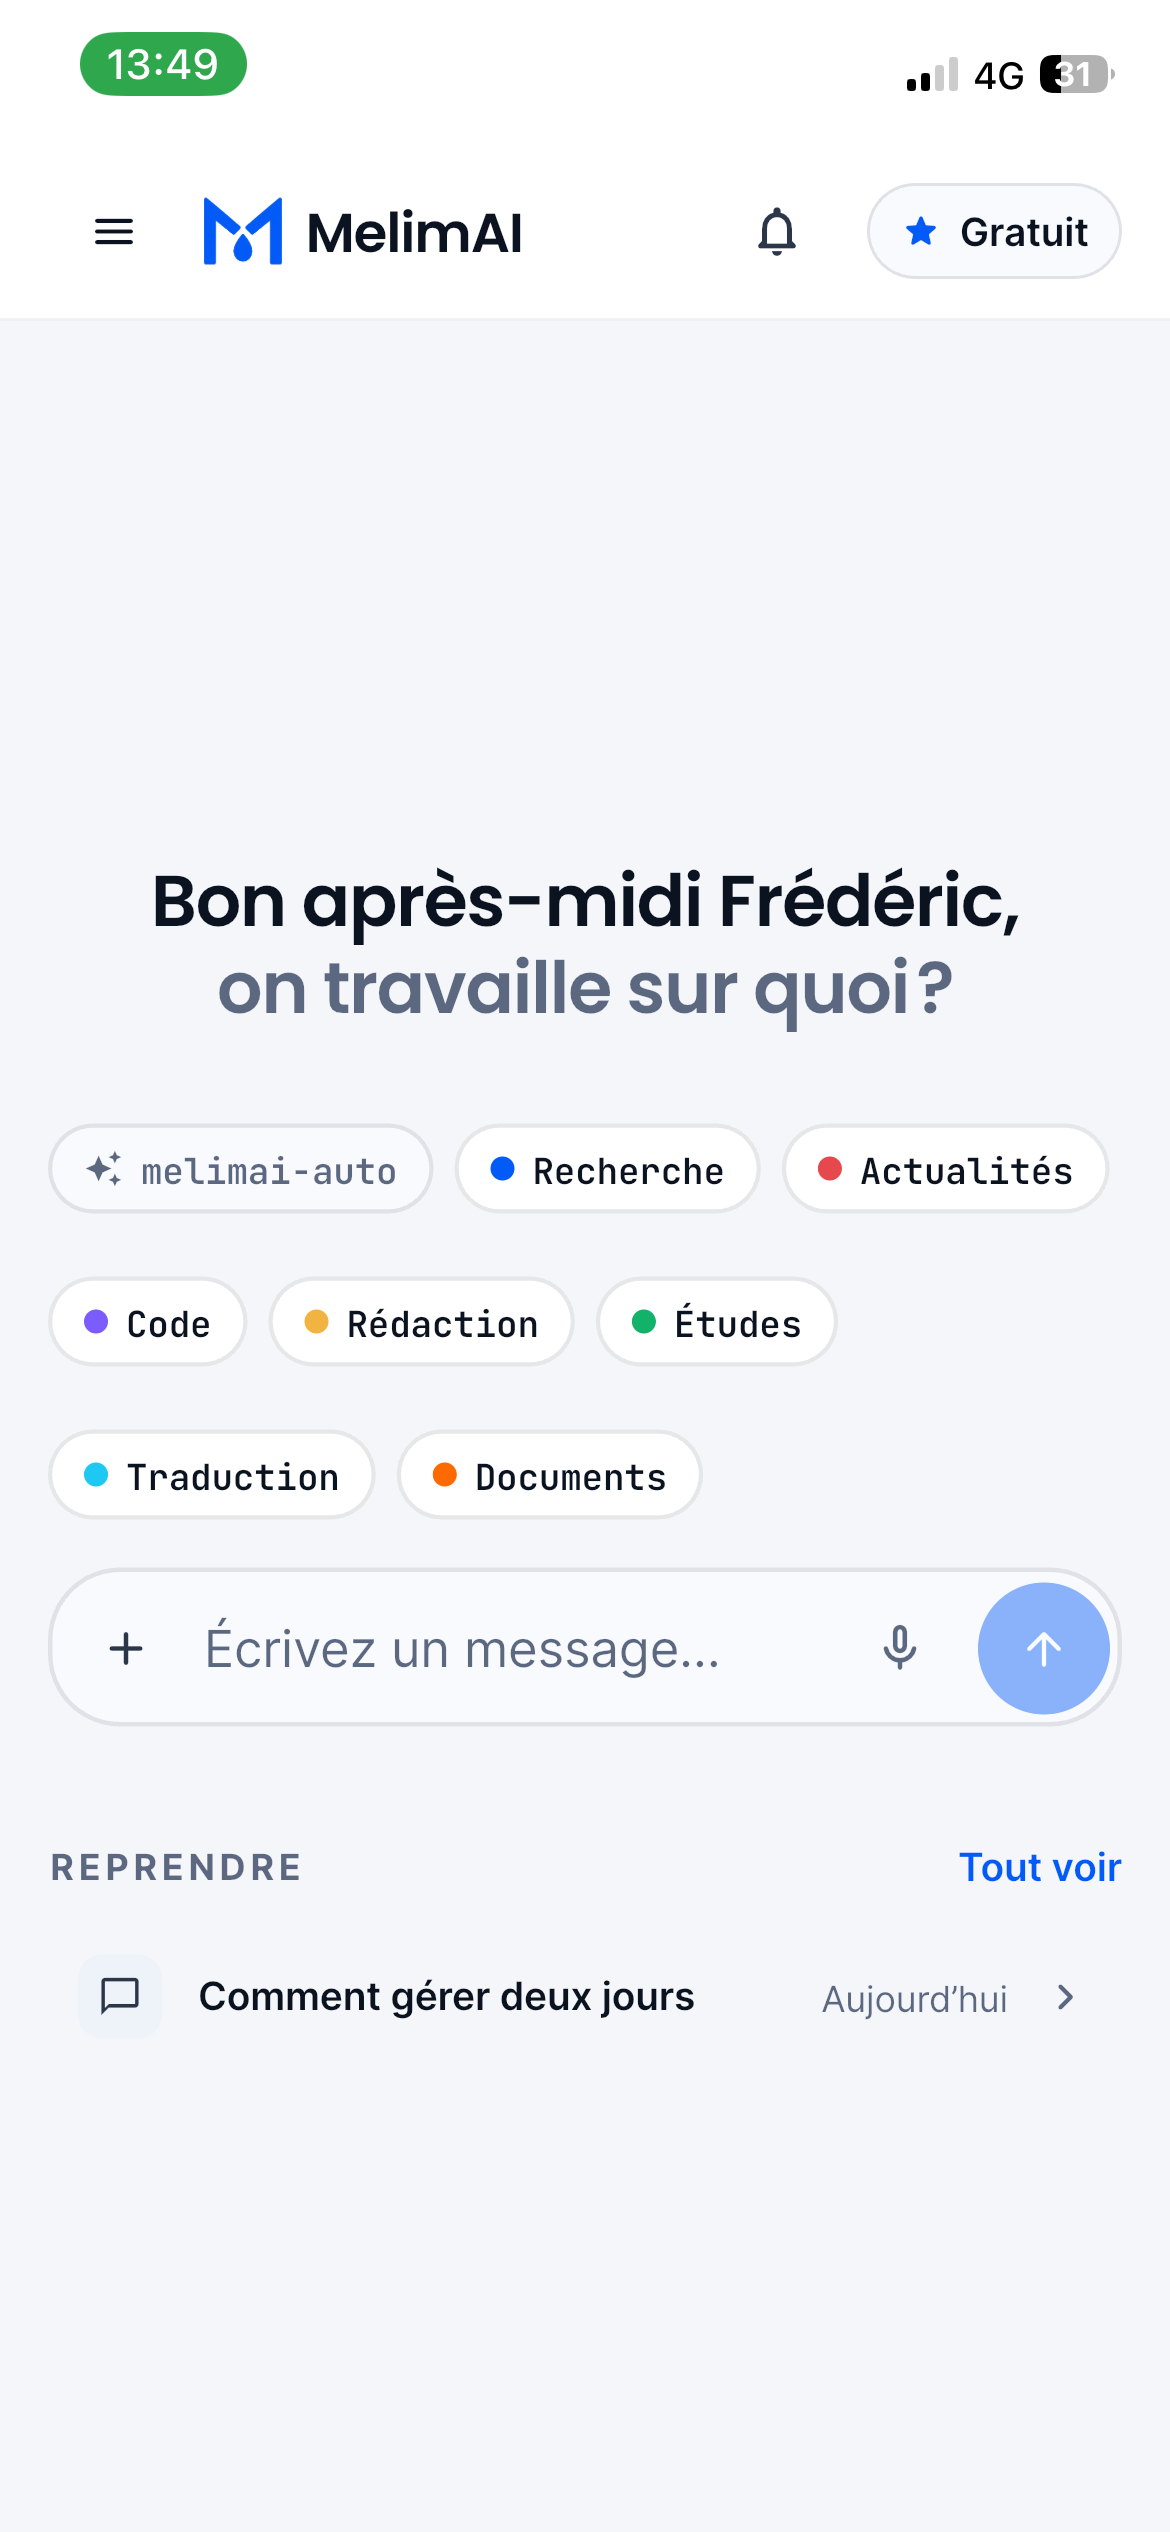 13:49
4G 31
MelimAI
Gratuit
Bon après-midi Frédéric,
on travaille sur quoi ?
melimai-auto Recherche Actualités
Code Rédaction Études
Traduction Documents
Écrivez un message...
REPRENDRE Tout voir
Comment gérer deux jours Aujourd’hui